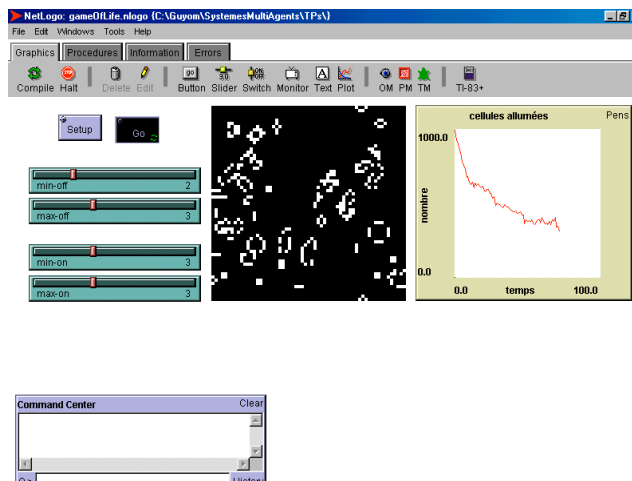 NetLogo: gameOfLife.nlogo {C:\Guyom\SystemesMultiAgents\TPs\}
File Edit Windows Tools Help
Graphics Procedures Information Errors
Compile Halt Delete Edit Button Slider Switch Monitor Text Plot OM PM TM TI-83+
Setup Go
min-off 2
max-off 3
min-on 3
max-on 3
cellules allumées Pens
1000.0
nombre
0.0
0.0 temps 100.0
Command Center Clear
O> History